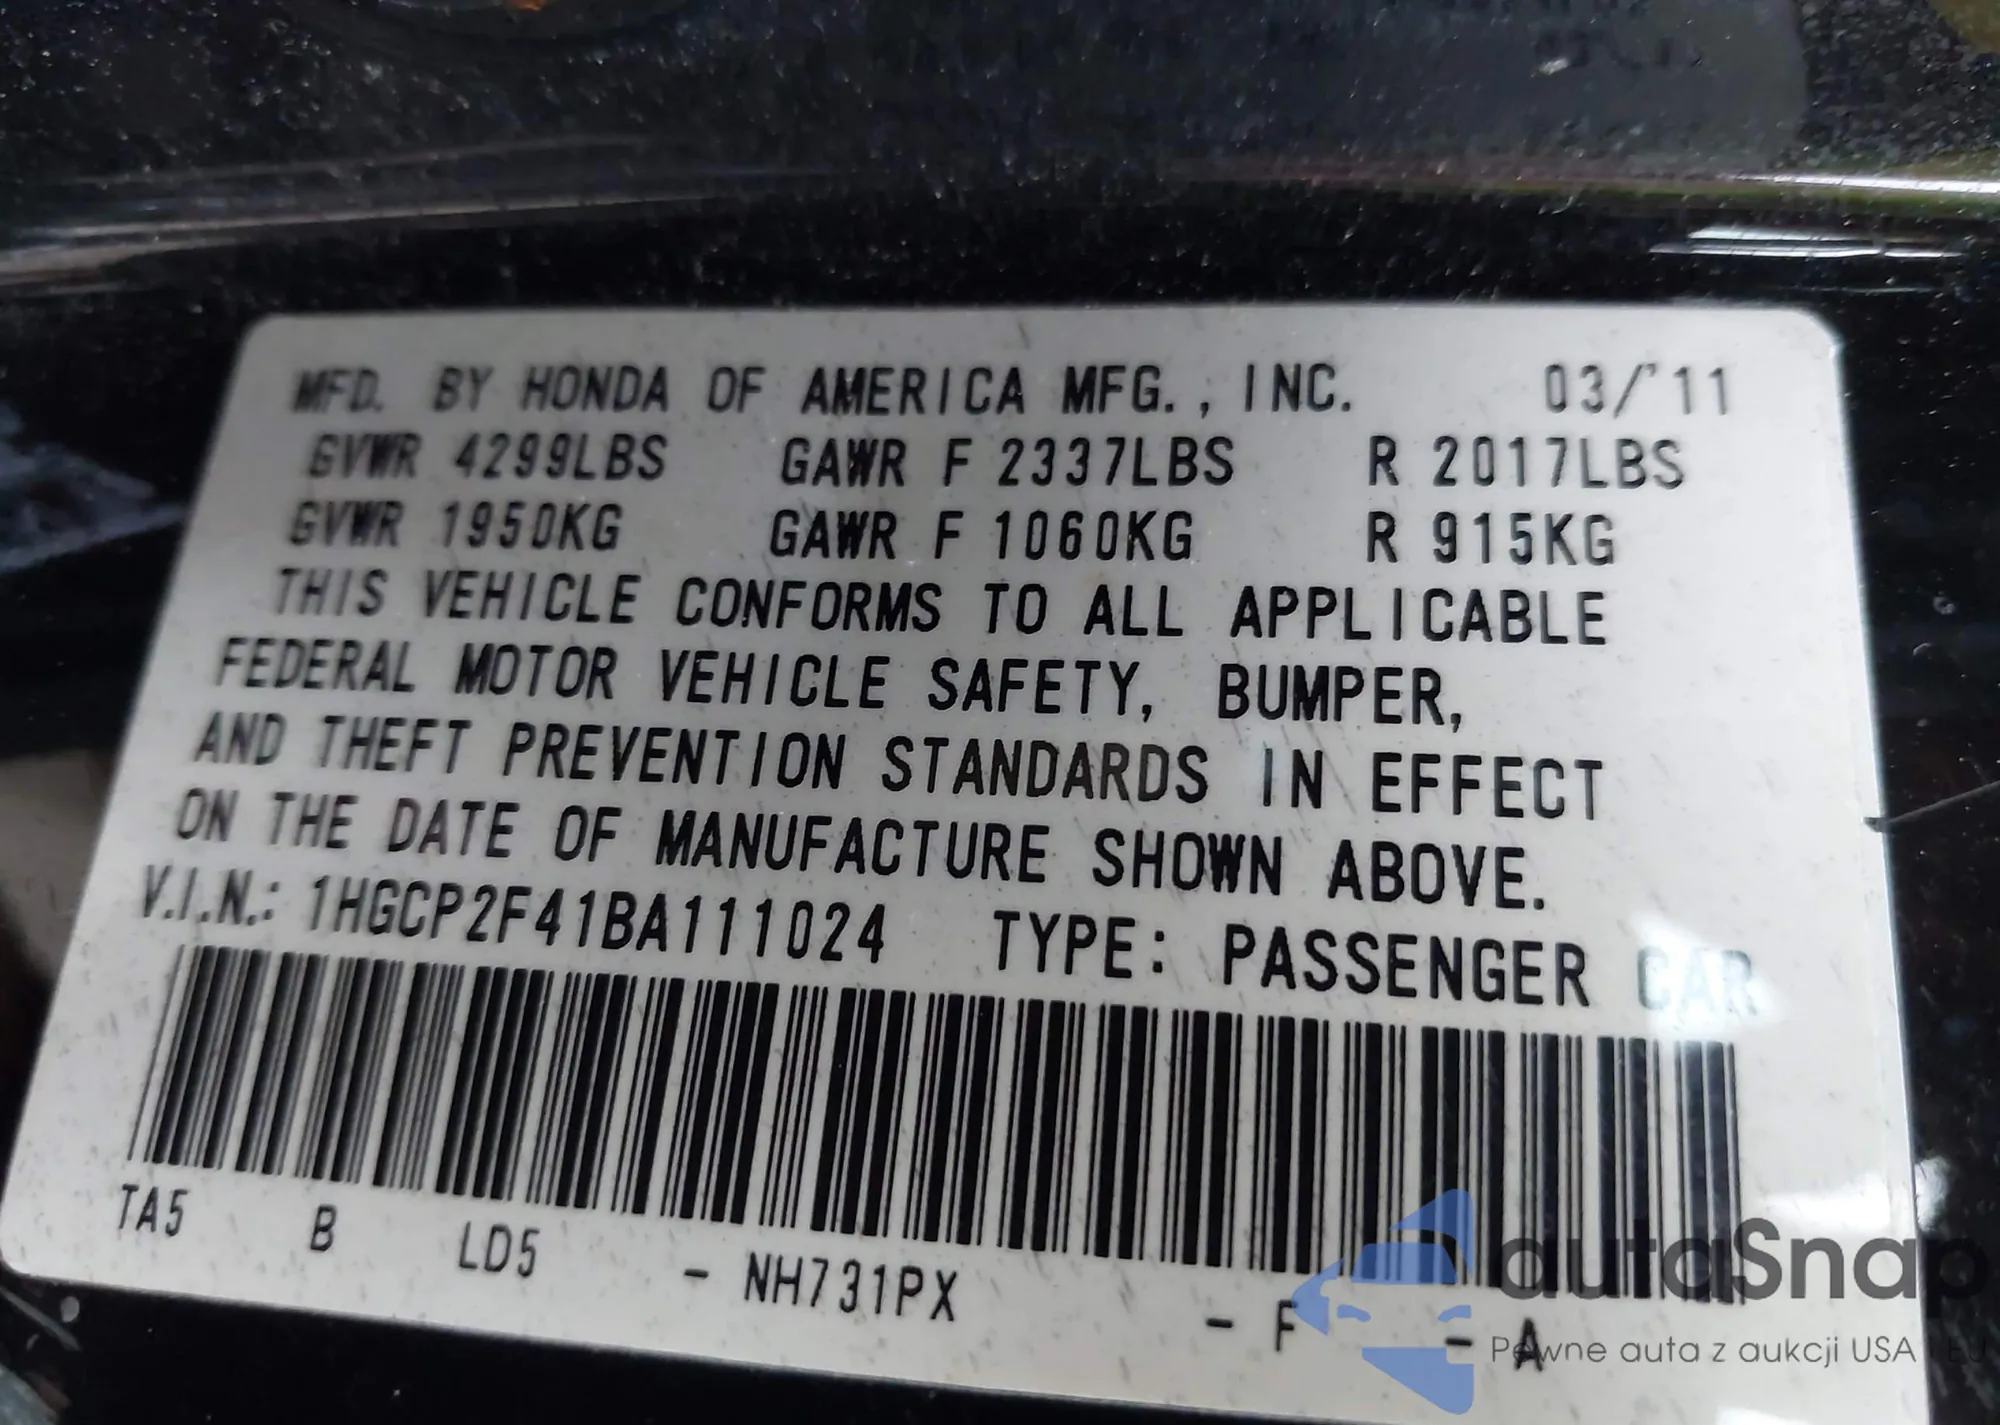 MFD. BY HONDA OF AMERICA MFG., INC. 03/'11
GVWR 4299LBS GAWR F 2337LBS R 2017LBS
GVWR 1950KG GAWR F 1060KG R 915KG
THIS VEHICLE CONFORMS TO ALL APPLICABLE
FEDERAL MOTOR VEHICLE SAFETY, BUMPER,
AND THEFT PREVENTION STANDARDS IN EFFECT
ON THE DATE OF MANUFACTURE SHOWN ABOVE.
V.I.N.: 1HGCP2F41BA111024 TYPE: PASSENGER CAR
TA5 B LD5 - NH731PX - F - A
autaSnap
Pewne auta z aukcji USA i EU